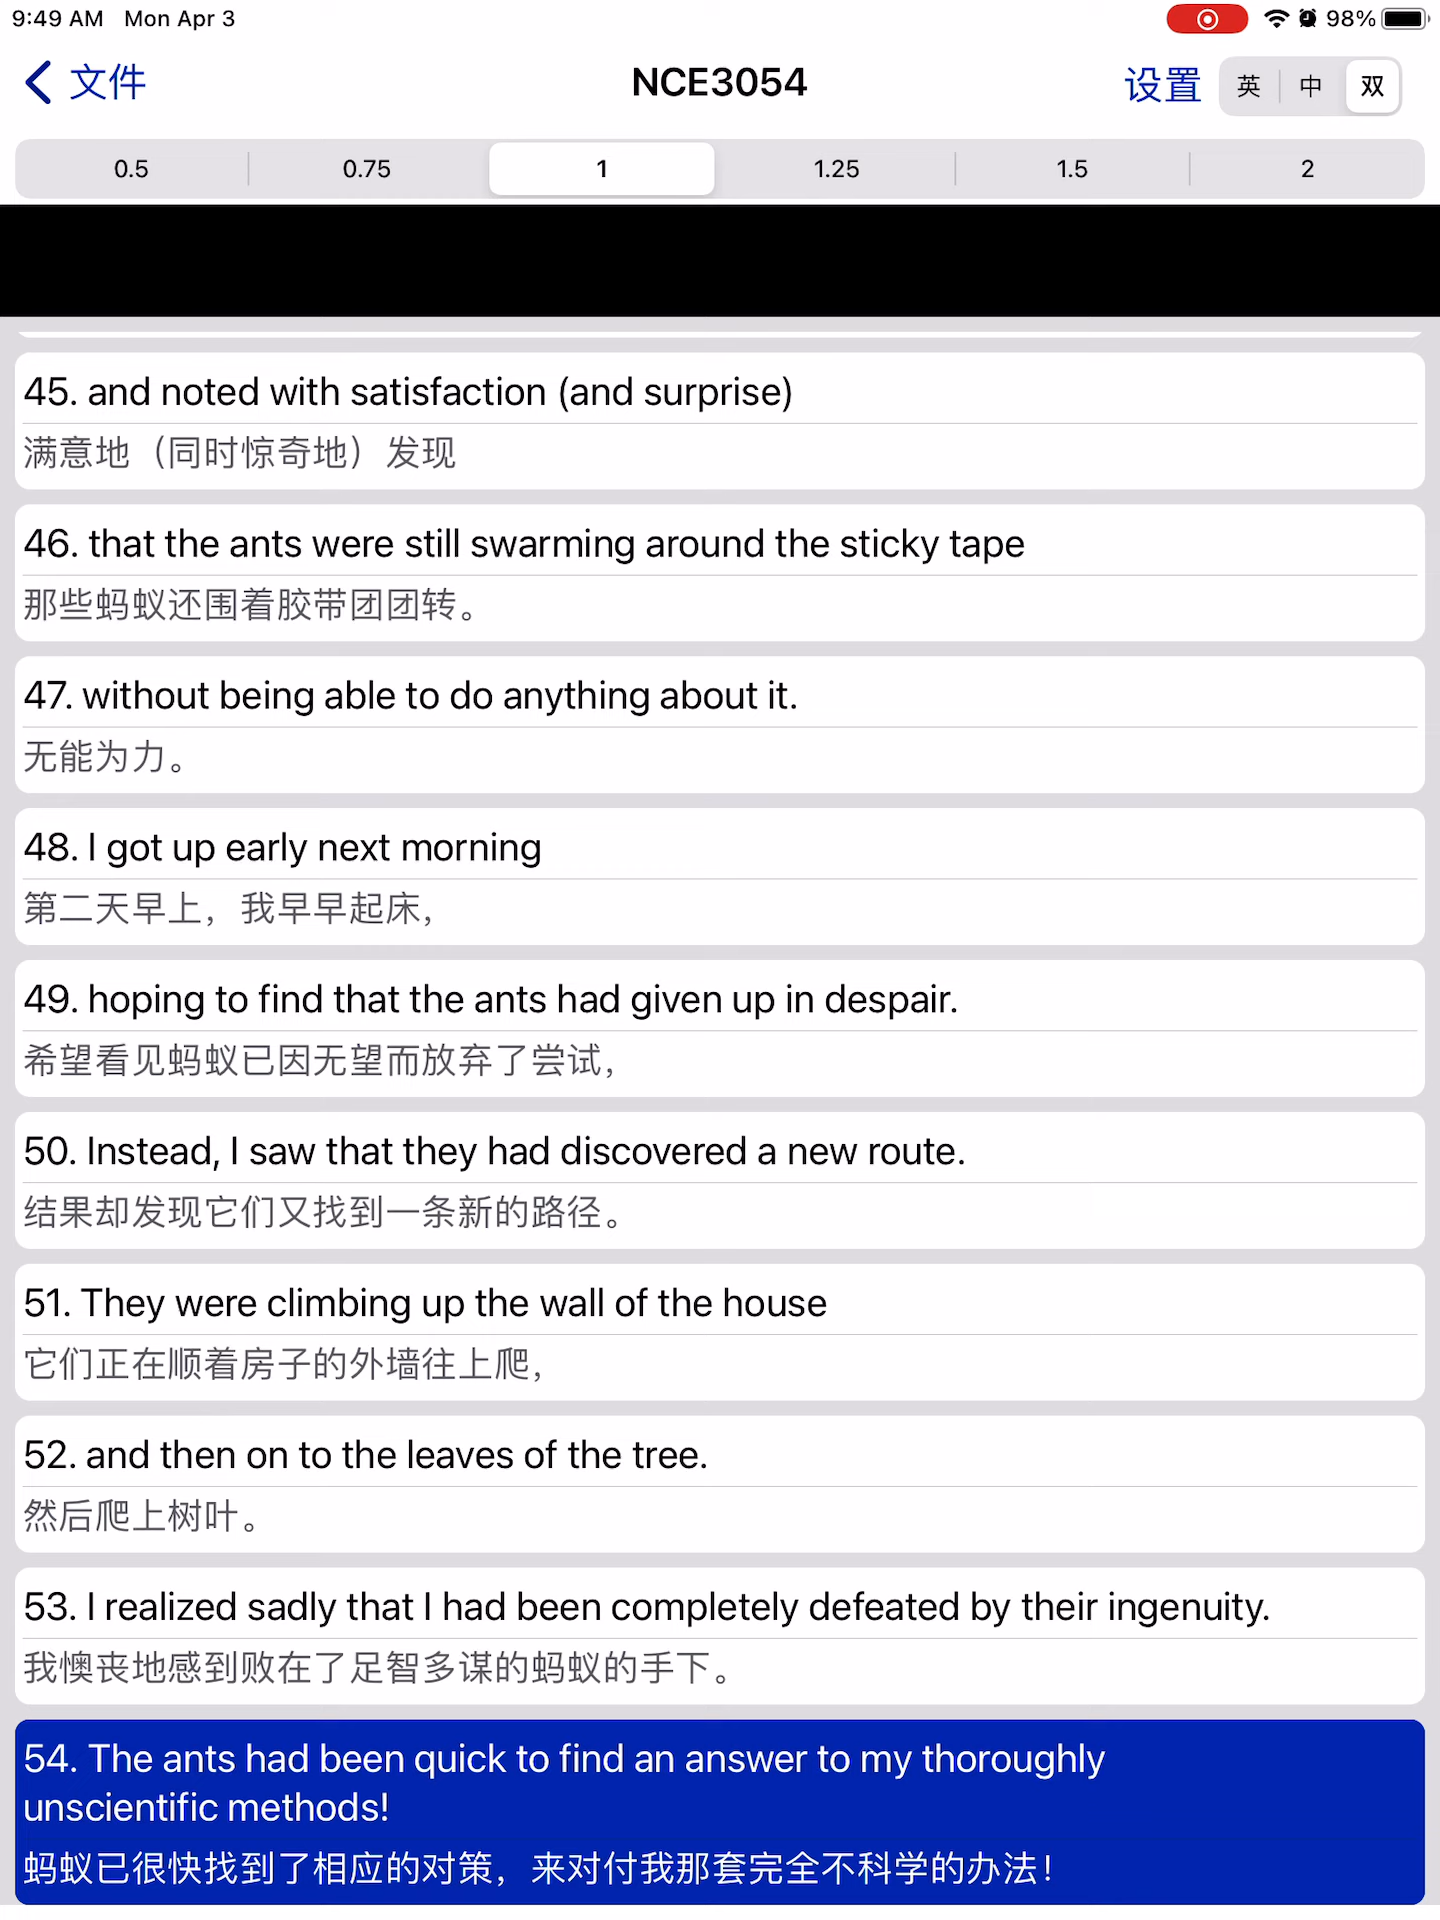 9:49 AM Mon Apr 3
98%
文件
NCE3054
设置
英 中 双
0.5 0.75 1 1.25 1.5 2
45. and noted with satisfaction (and surprise)
满意地（同时惊奇地）发现
46. that the ants were still swarming around the sticky tape
那些蚂蚁还围着胶带团团转。
47. without being able to do anything about it.
无能为力。
48. I got up early next morning
第二天早上，我早早起床，
49. hoping to find that the ants had given up in despair.
希望看见蚂蚁已因无望而放弃了尝试，
50. Instead, I saw that they had discovered a new route.
结果却发现它们又找到一条新的路径。
51. They were climbing up the wall of the house
它们正在顺着房子的外墙往上爬，
52. and then on to the leaves of the tree.
然后爬上树叶。
53. I realized sadly that I had been completely defeated by their ingenuity.
我懊丧地感到败在了足智多谋的蚂蚁的手下。
54. The ants had been quick to find an answer to my thoroughly
unscientific methods!
蚂蚁已很快找到了相应的对策，来对付我那套完全不科学的办法！